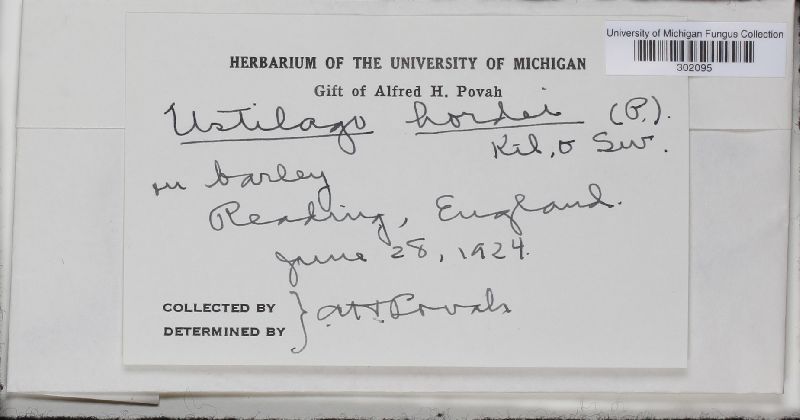 University of Michigan Fungus Collection
302095
HERBARIUM OF THE UNIVERSITY OF MICHIGAN
Gift of Alfred H. Povah
Ustilago hordei (P.).
Kel, & Sw.
on barley
Reading, England.
June 28, 1924.
COLLECTED BY
DETERMINED BY } AH Povah